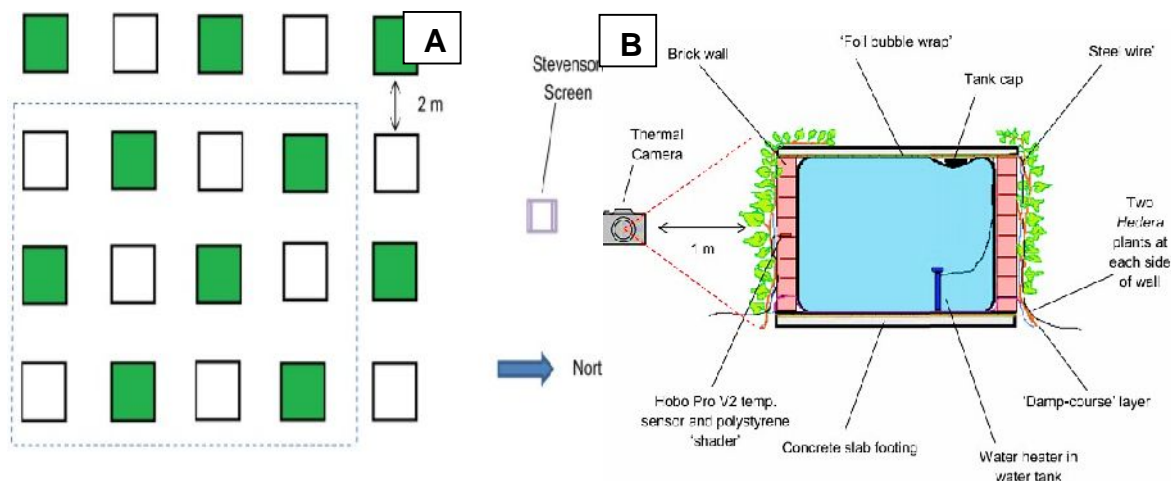 A
2 m
Stevenson
Screen
Nort
B
Brick wall
'Foil bubble wrap'
Tank cap
Steel wire'
Thermal
Camera
1 m
Two
Hedera
plants at
each side
of wall
Hobo Pro V2 temp.
sensor and polystyrene
'shader'
Concrete slab footing
Water heater in
water tank
'Damp-course' layer